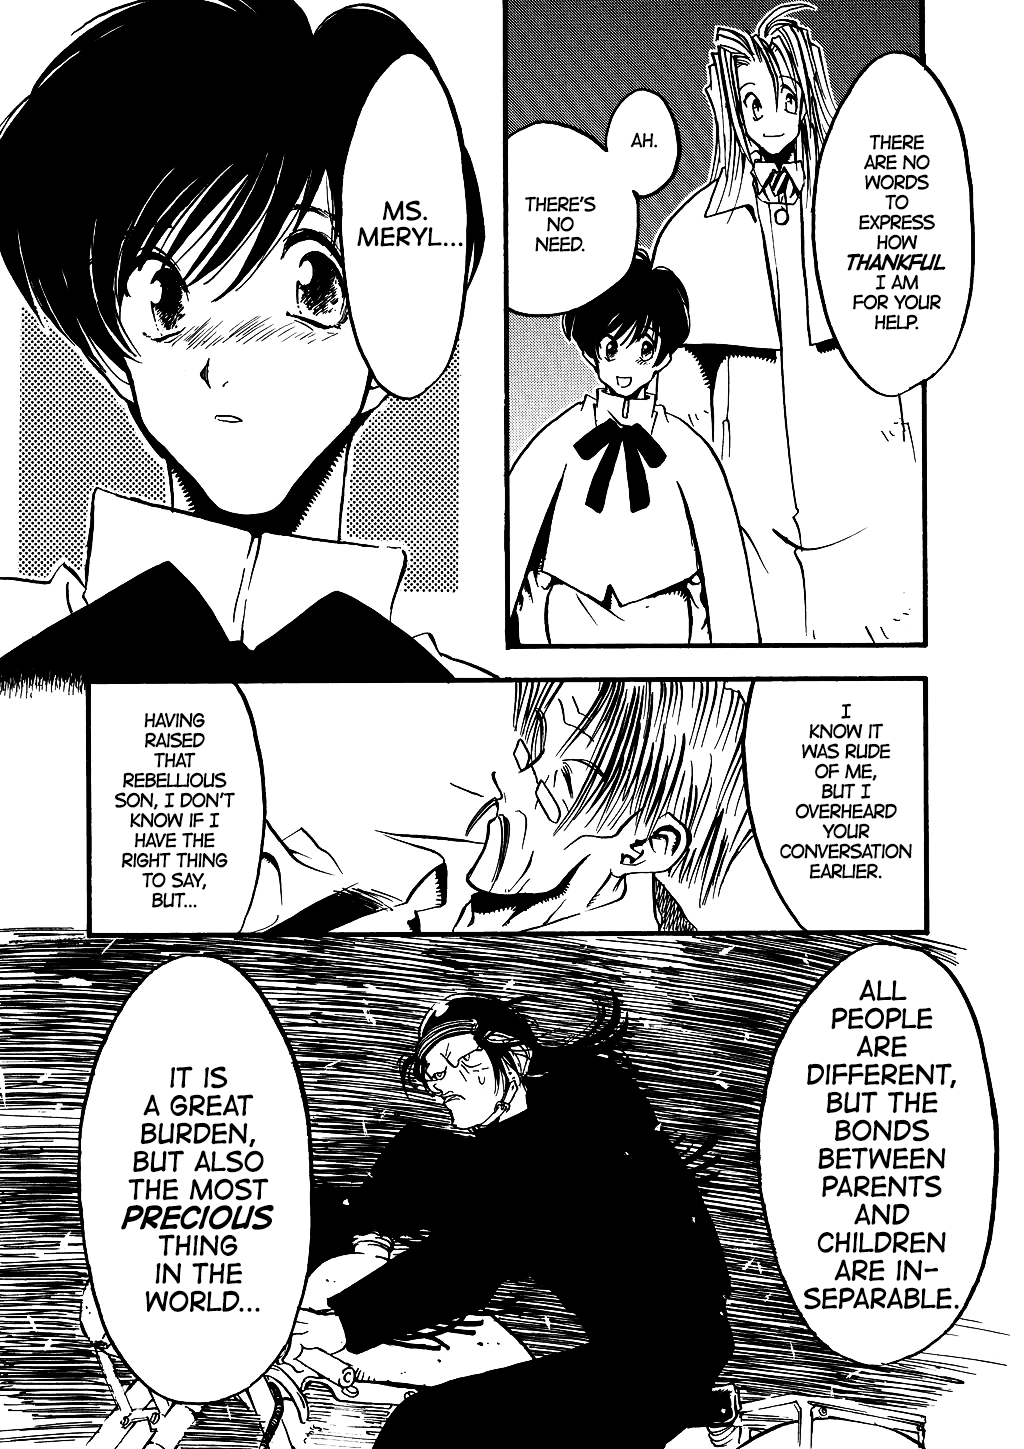 THERE
ARE NO
WORDS
TO
EXPRESS
HOW
THANKFUL
I AM
FOR YOUR
HELP.
AH.
THERE'S
NO
NEED.
MS.
MERYL...
I
KNOW IT
WAS RUDE
OF ME,
BUT I
OVERHEARD
YOUR
CONVERSATION
EARLIER.
HAVING
RAISED
THAT
REBELLIOUS
SON, I DON'T
KNOW IF I
HAVE THE
RIGHT THING
TO SAY,
BUT...
ALL
PEOPLE
ARE
DIFFERENT,
BUT THE
BONDS
BETWEEN
PARENTS
AND
CHILDREN
ARE IN-
SEPARABLE.
IT IS
A GREAT
BURDEN,
BUT ALSO
THE MOST
PRECIOUS
THING
IN THE
WORLD...